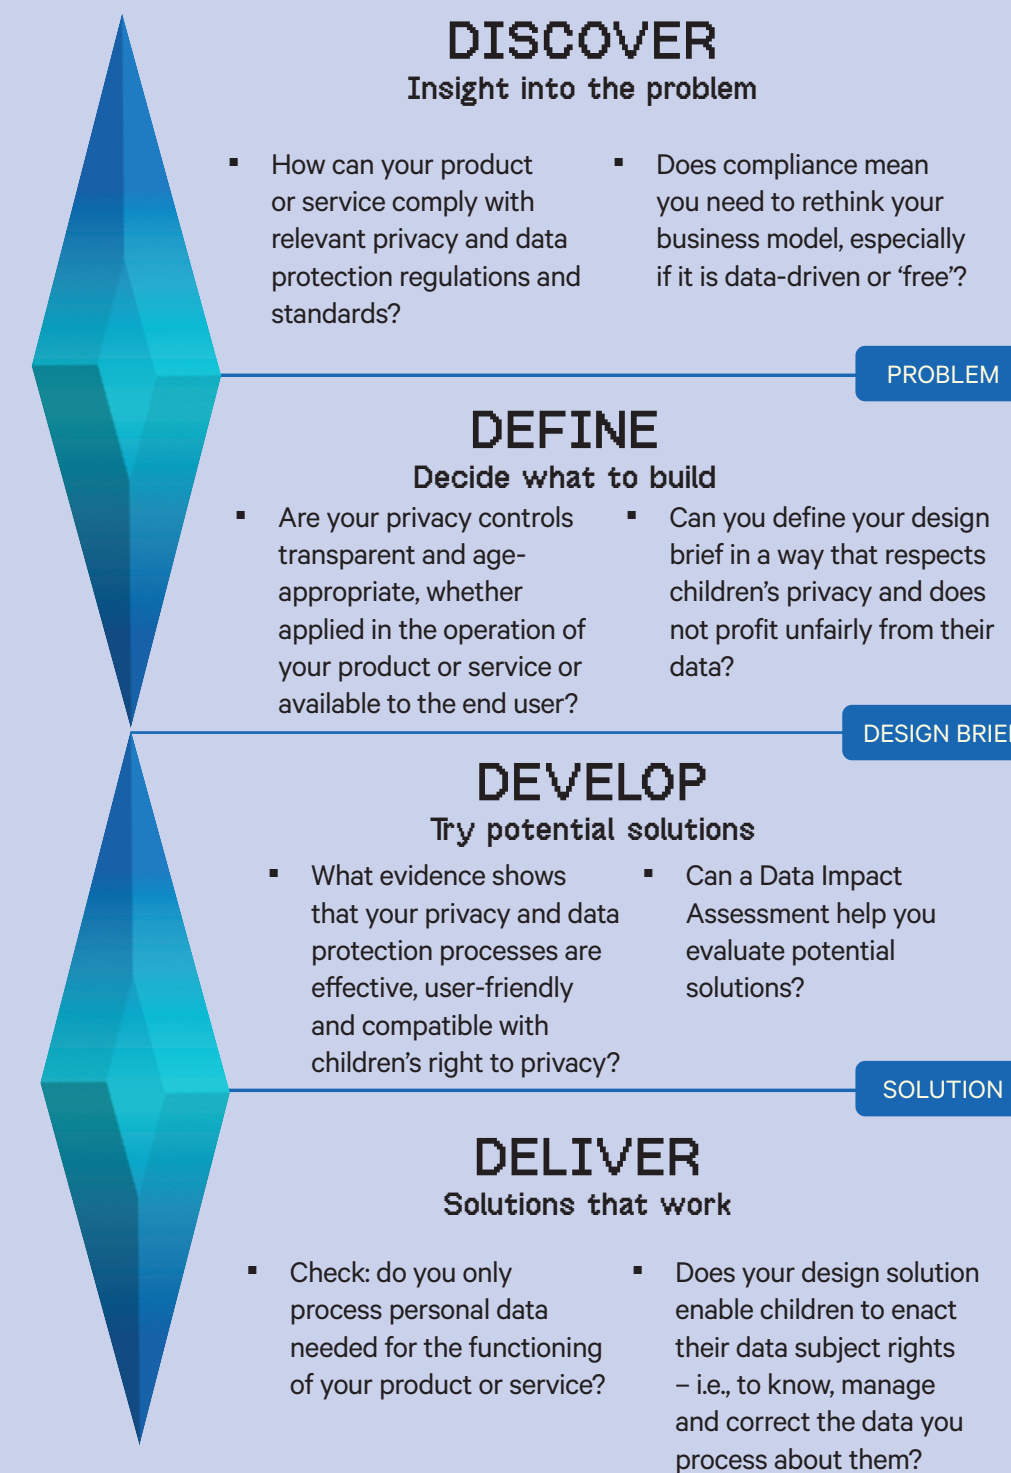 DISCOVER
Insight into the problem
▪ How can your product
or service comply with
relevant privacy and data
protection regulations and
standards?
▪ Does compliance mean
you need to rethink your
business model, especially
if it is data-driven or ‘free’?
PROBLEM
DEFINE
Decide what to build
▪ Are your privacy controls
transparent and age-
appropriate, whether
applied in the operation of
your product or service or
available to the end user?
▪ Can you define your design
brief in a way that respects
children’s privacy and does
not profit unfairly from their
data?
DESIGN BRIEF
DEVELOP
Try potential solutions
▪ What evidence shows
that your privacy and data
protection processes are
effective, user-friendly
and compatible with
children’s right to privacy?
▪ Can a Data Impact
Assessment help you
evaluate potential
solutions?
SOLUTION
DELIVER
Solutions that work
▪ Check: do you only
process personal data
needed for the functioning
of your product or service?
▪ Does your design solution
enable children to enact
their data subject rights
– i.e., to know, manage
and correct the data you
process about them?